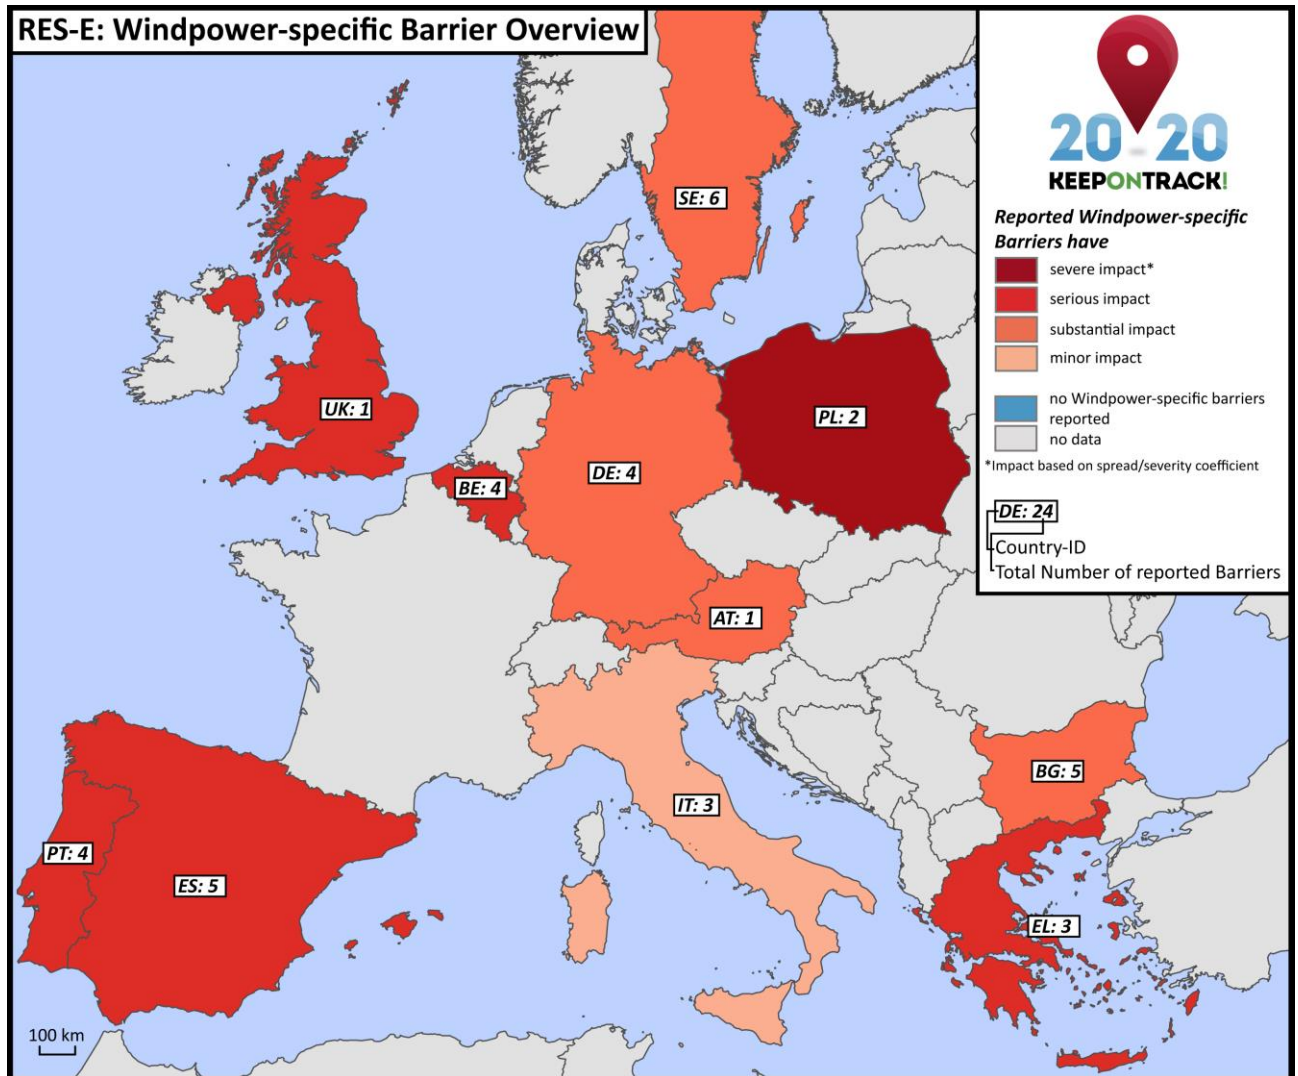 RES-E: Windpower-specific Barrier Overview
20 20
KEEPONTRACK!
Reported Windpower-specific
Barriers have
severe impact*
serious impact
substantial impact
minor impact
no Windpower-specific barriers
reported
no data
*Impact based on spread/severity coefficient
DE: 24
Country-ID
Total Number of reported Barriers
SE: 6
UK: 1
PL: 2
BE: 4
DE: 4
AT: 1
BG: 5
IT: 3
PT: 4
ES: 5
EL: 3
100 km